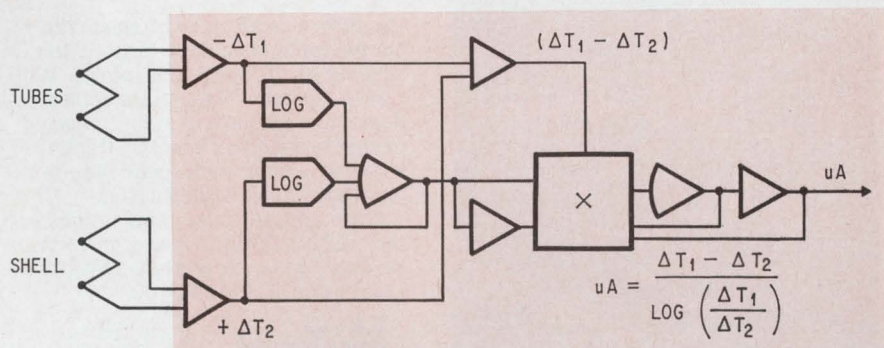 − ΔT₁
(ΔT₁ − ΔT₂)
TUBES
LOG
LOG
×
uA
SHELL
+ ΔT₂
uA = ΔT₁ − ΔT₂
LOG (ΔT₁
ΔT₂)